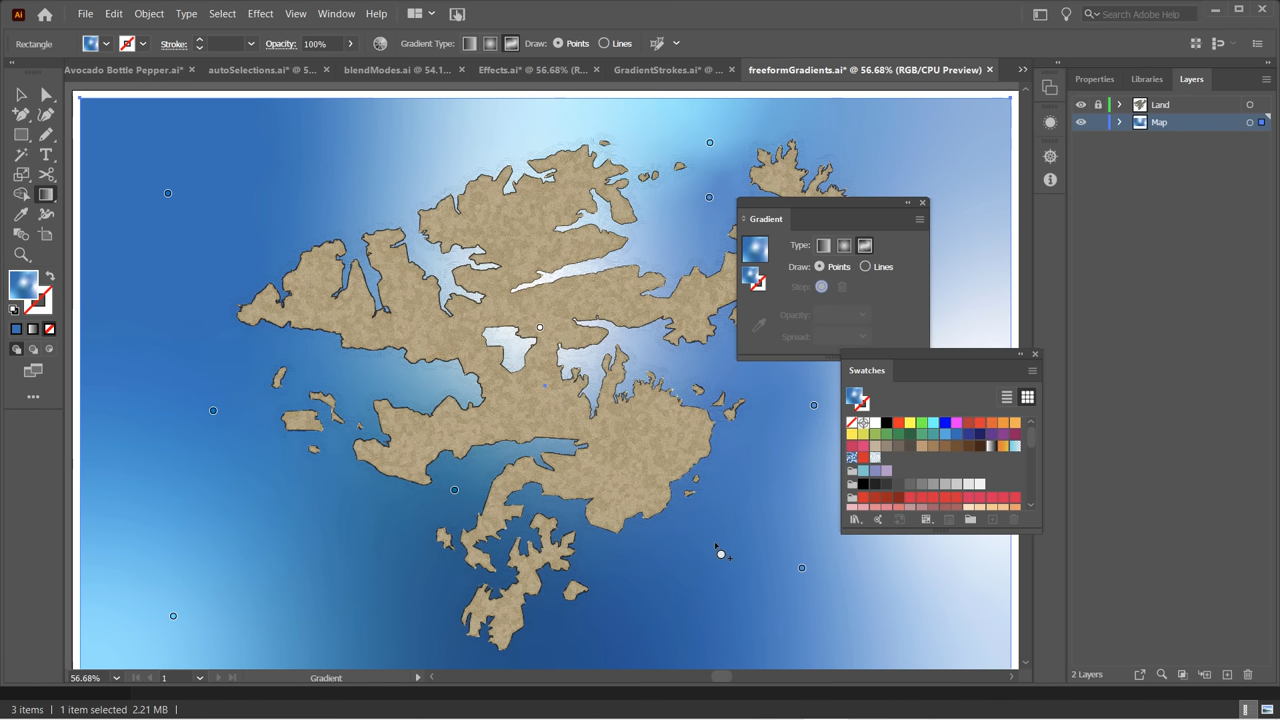 Ai File Edit Object Type Select Effect View Window Help Search Adobe Help
Rectangle Stroke: Opacity: 100% Gradient Type: Draw: Points Lines
Avocado Bottle Pepper.ai* × autoSelections.ai* @ 5... × blendModes.ai @ 54.1... × Effects.ai* @ 56.68% (R... × GradientStrokes.ai* @ ... × freeformGradients.ai* @ 56.68% (RGB/CPU Preview) ×
Properties Libraries Layers
Land
Map
Gradient
Type:
Draw: Points Lines
Stop:
Opacity:
Spread:
Swatches
56.68% 1 Gradient 2 Layers
3 items 1 item selected 2.21 MB